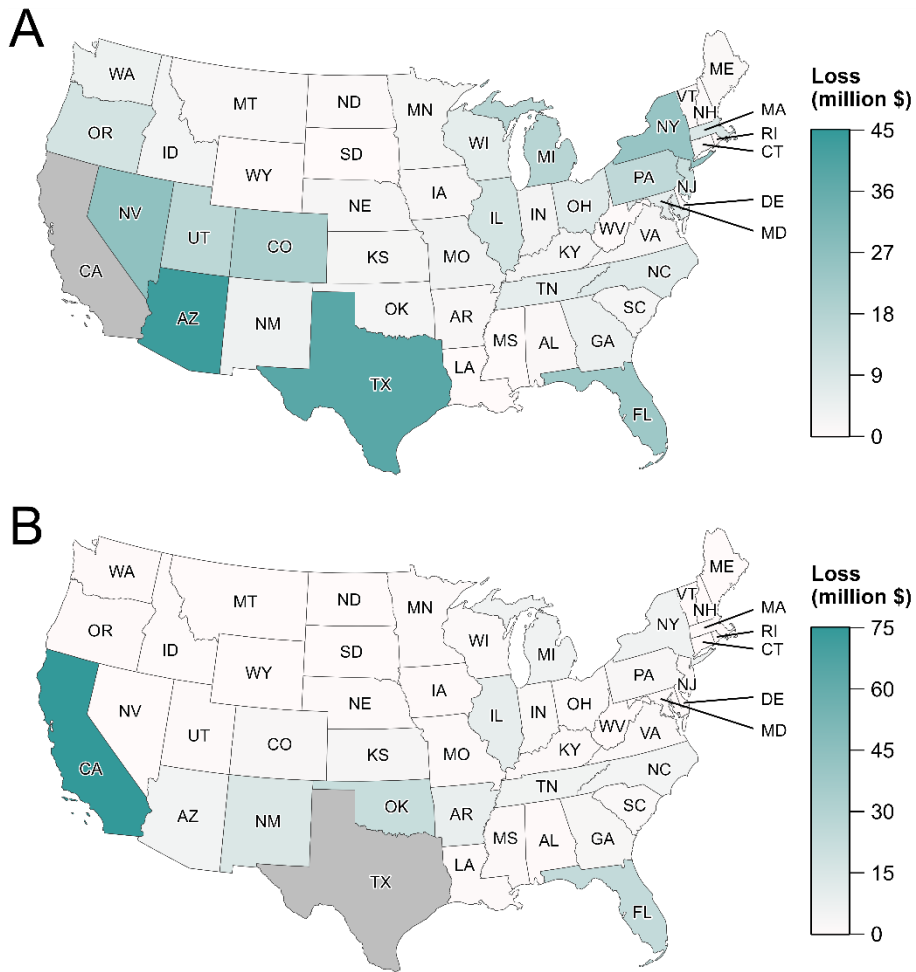 A
Loss
(million $)
45
36
27
18
9
0
WA
OR
CA
ID
NV
MT
WY
UT
AZ
CO
NM
ND
SD
NE
KS
OK
TX
MN
IA
MO
AR
LA
WI
IL
MI
IN
OH
KY
TN
MS
AL
GA
FL
SC
NC
VA
WV
PA
NY
NJ
VT
NH
ME
MA
RI
CT
DE
MD
B
Loss
(million $)
75
60
45
30
15
0
WA
OR
CA
ID
NV
MT
WY
UT
AZ
CO
NM
ND
SD
NE
KS
OK
TX
MN
IA
MO
AR
LA
WI
IL
MI
IN
OH
KY
TN
MS
AL
GA
FL
SC
NC
VA
WV
PA
NY
NJ
VT
NH
ME
MA
RI
CT
DE
MD